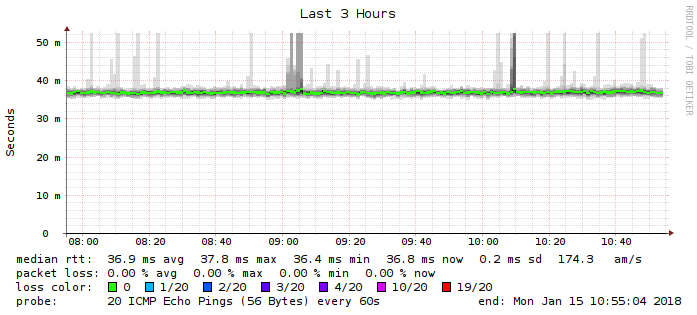 Last 3 Hours
RRDTOOL / TOBI OETIKER
Seconds
50 m
40 m
30 m
20 m
10 m
0
08:00 08:20 08:40 09:00 09:20 09:40 10:00 10:20 10:40
median rtt: 36.9 ms avg 37.8 ms max 36.4 ms min 36.8 ms now 0.2 ms sd 174.3 am/s
packet loss: 0.00 % avg 0.00 % max 0.00 % min 0.00 % now
loss color: 0 1/20 2/20 3/20 4/20 10/20 19/20
probe: 20 ICMP Echo Pings (56 Bytes) every 60s end: Mon Jan 15 10:55:04 2018